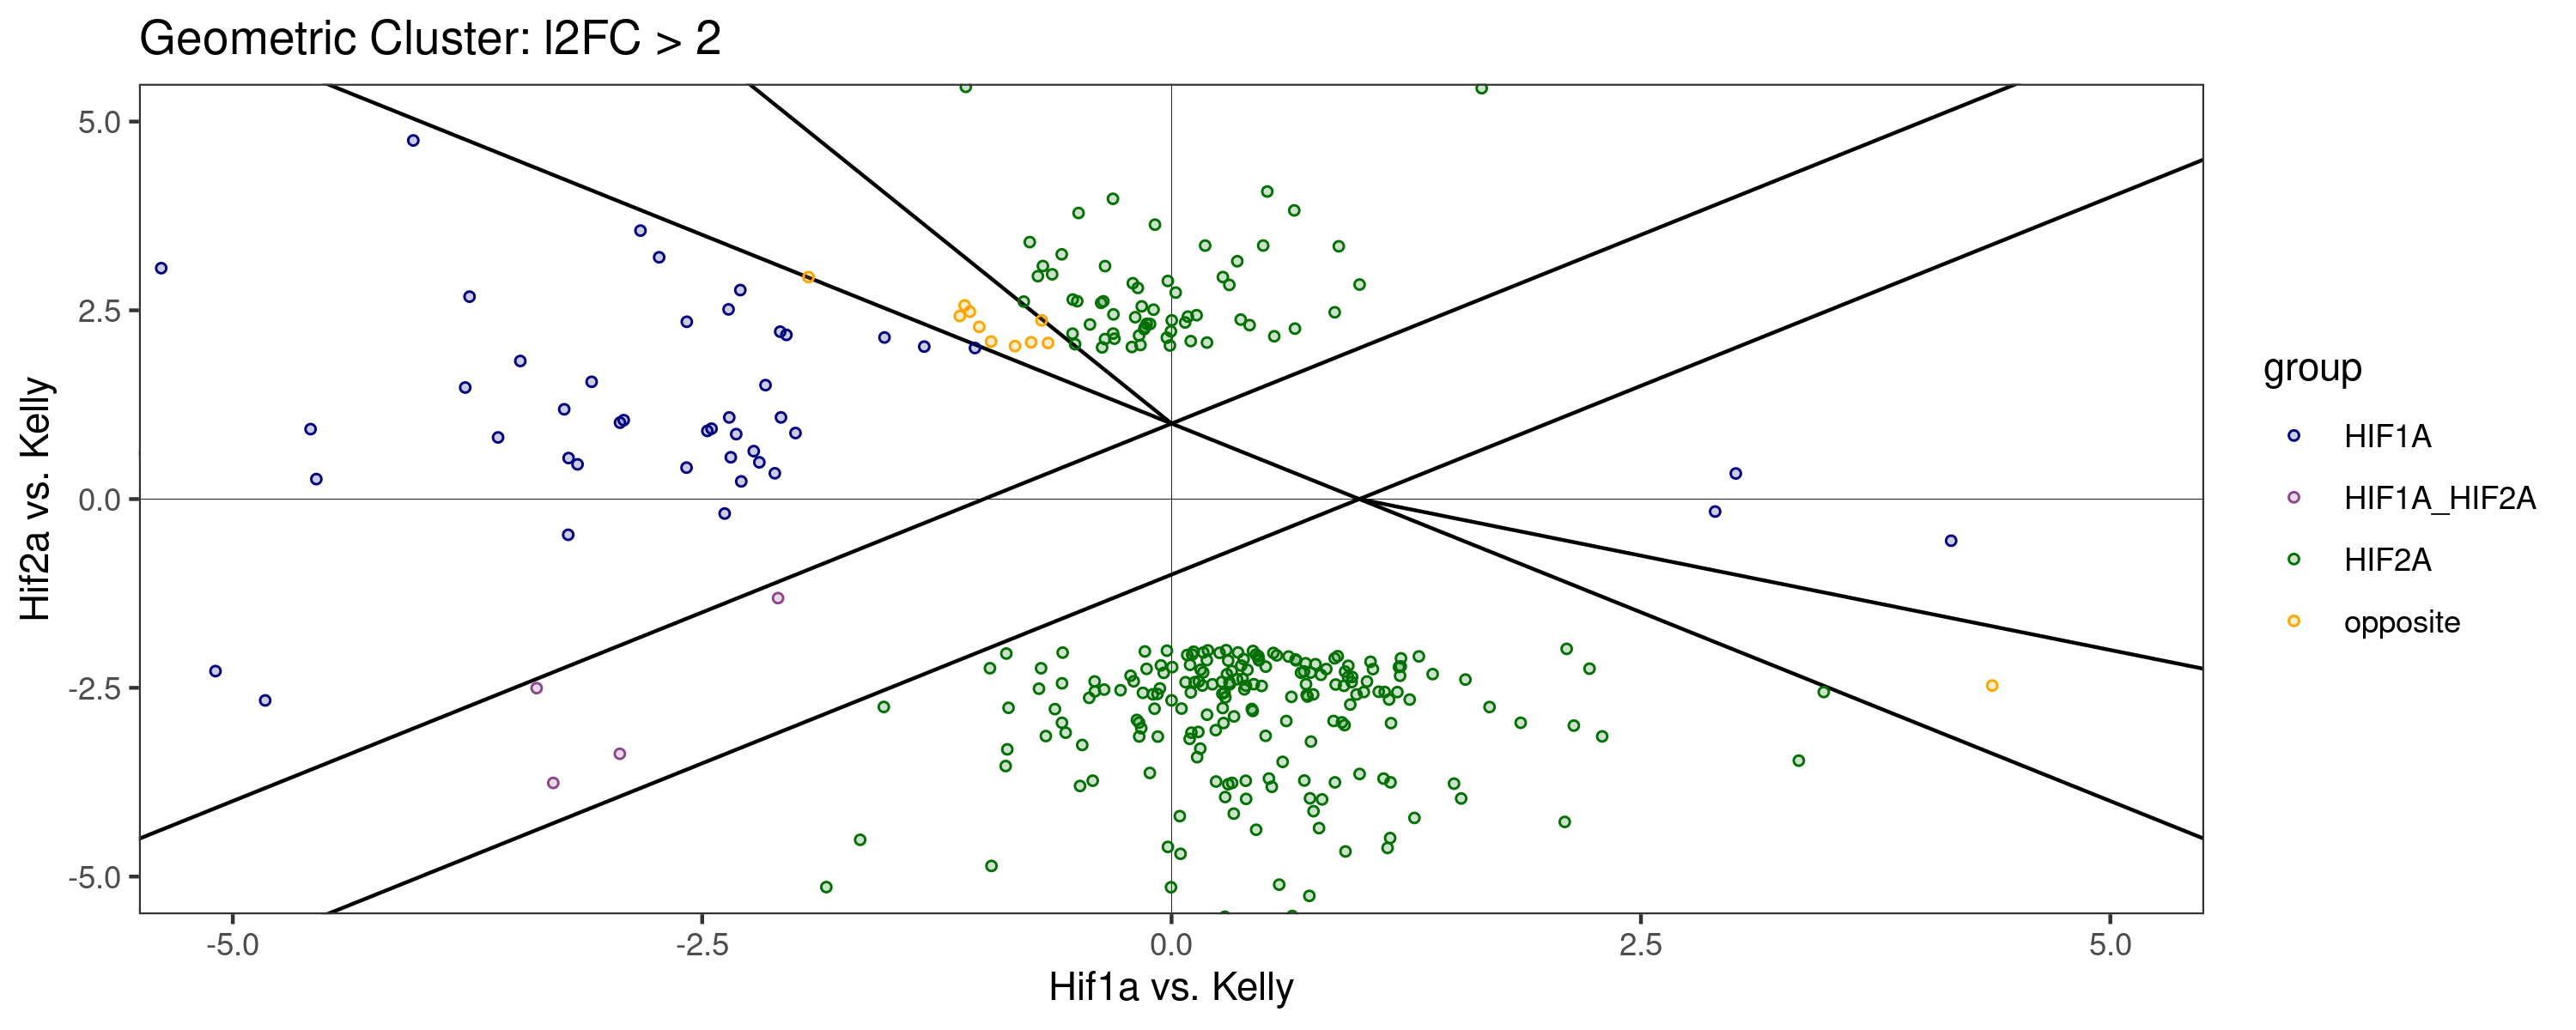 Geometric Cluster: l2FC > 2
Hif2a vs. Kelly
5.0
2.5
0.0
-2.5
-5.0
-5.0
-2.5
0.0
2.5
5.0
Hif1a vs. Kelly
group
HIF1A
HIF1A_HIF2A
HIF2A
opposite